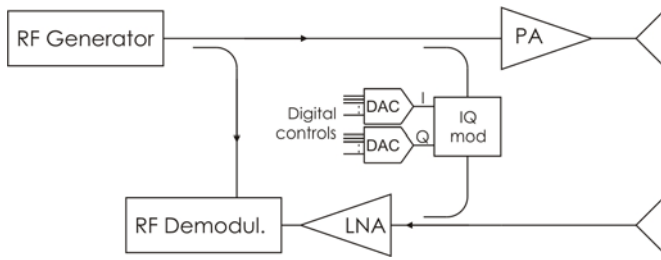 RF Generator
PA
DAC
I
Digital
controls
IQ
mod
DAC
Q
RF Demodul.
LNA